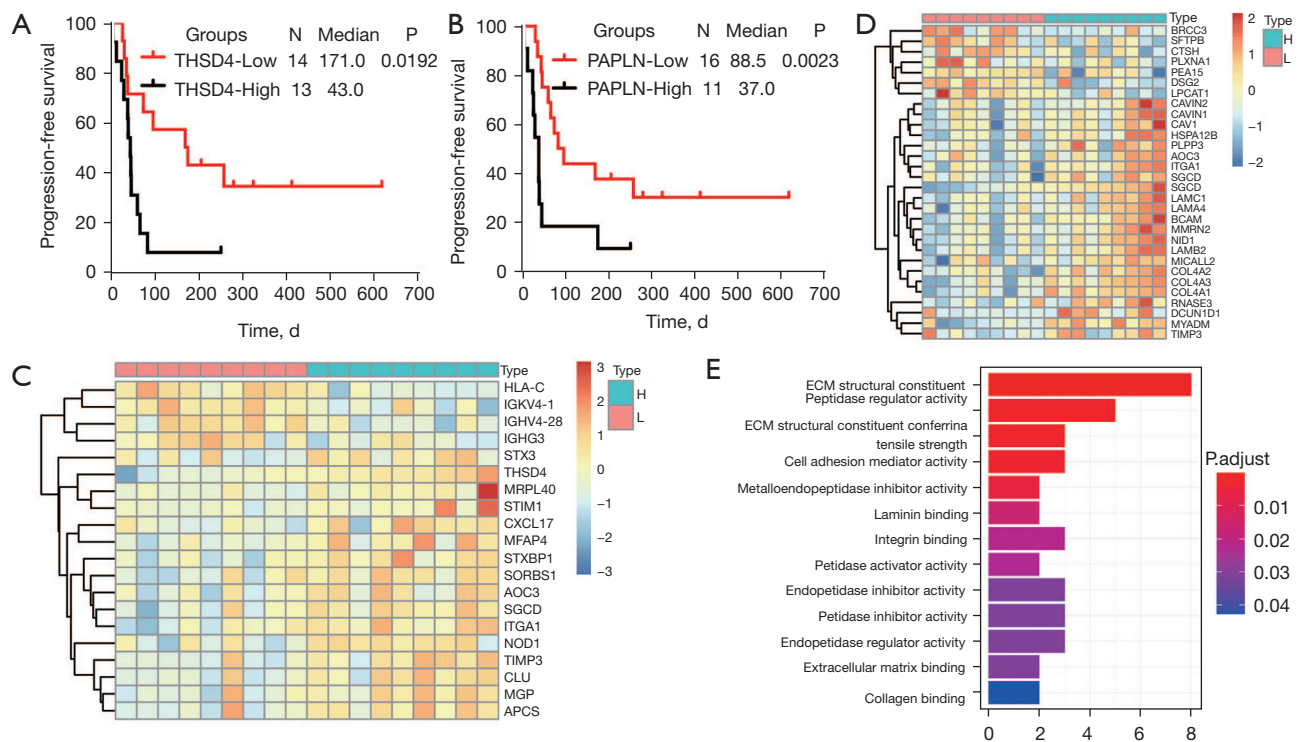 A
Groups N Median P
THSD4-Low 14 171.0 0.0192
THSD4-High 13 43.0
Progression-free survival
100
80
60
40
20
0
0 100 200 300 400 500 600 700
Time, d
B
Groups N Median P
PAPLN-Low 16 88.5 0.0023
PAPLN-High 11 37.0
Progression-free survival
100
80
60
40
20
0
0 100 200 300 400 500 600 700
Time, d
D
Type
BRCC3
SFTPB
CTSH
PLXNA1
PEA15
DSG2
LPCAT1
CAVIN2
CAVIN1
CAV1
HSPA12B
PLPP3
AOC3
ITGA1
SGCD
SGCD
LAMC1
LAMA4
BCAM
MMRN2
NID1
LAMB2
MICALL2
COL4A2
COL4A3
COL4A1
RNASE3
DCUN1D1
MYADM
TIMP3
2
1
0
−1
−2
Type
H
L
C
Type
HLA-C
IGKV4-1
IGHV4-28
IGHG3
STX3
THSD4
MRPL40
STIM1
CXCL17
MFAP4
STXBP1
SORBS1
AOC3
SGCD
ITGA1
NOD1
TIMP3
CLU
MGP
APCS
3
2
1
0
−1
−2
−3
Type
H
L
E
ECM structural constituent
Peptidase regulator activity
ECM structural constituent conferrina
tensile strength
Cell adhesion mediator activity
Metalloendopeptidase inhibitor activity
Laminin binding
Integrin binding
Petidase activator activity
Endopetidase inhibitor activity
Petidase inhibitor activity
Endopetidase regulator activity
Extracellular matrix binding
Collagen binding
0 2 4 6 8
P.adjust
0.01
0.02
0.03
0.04